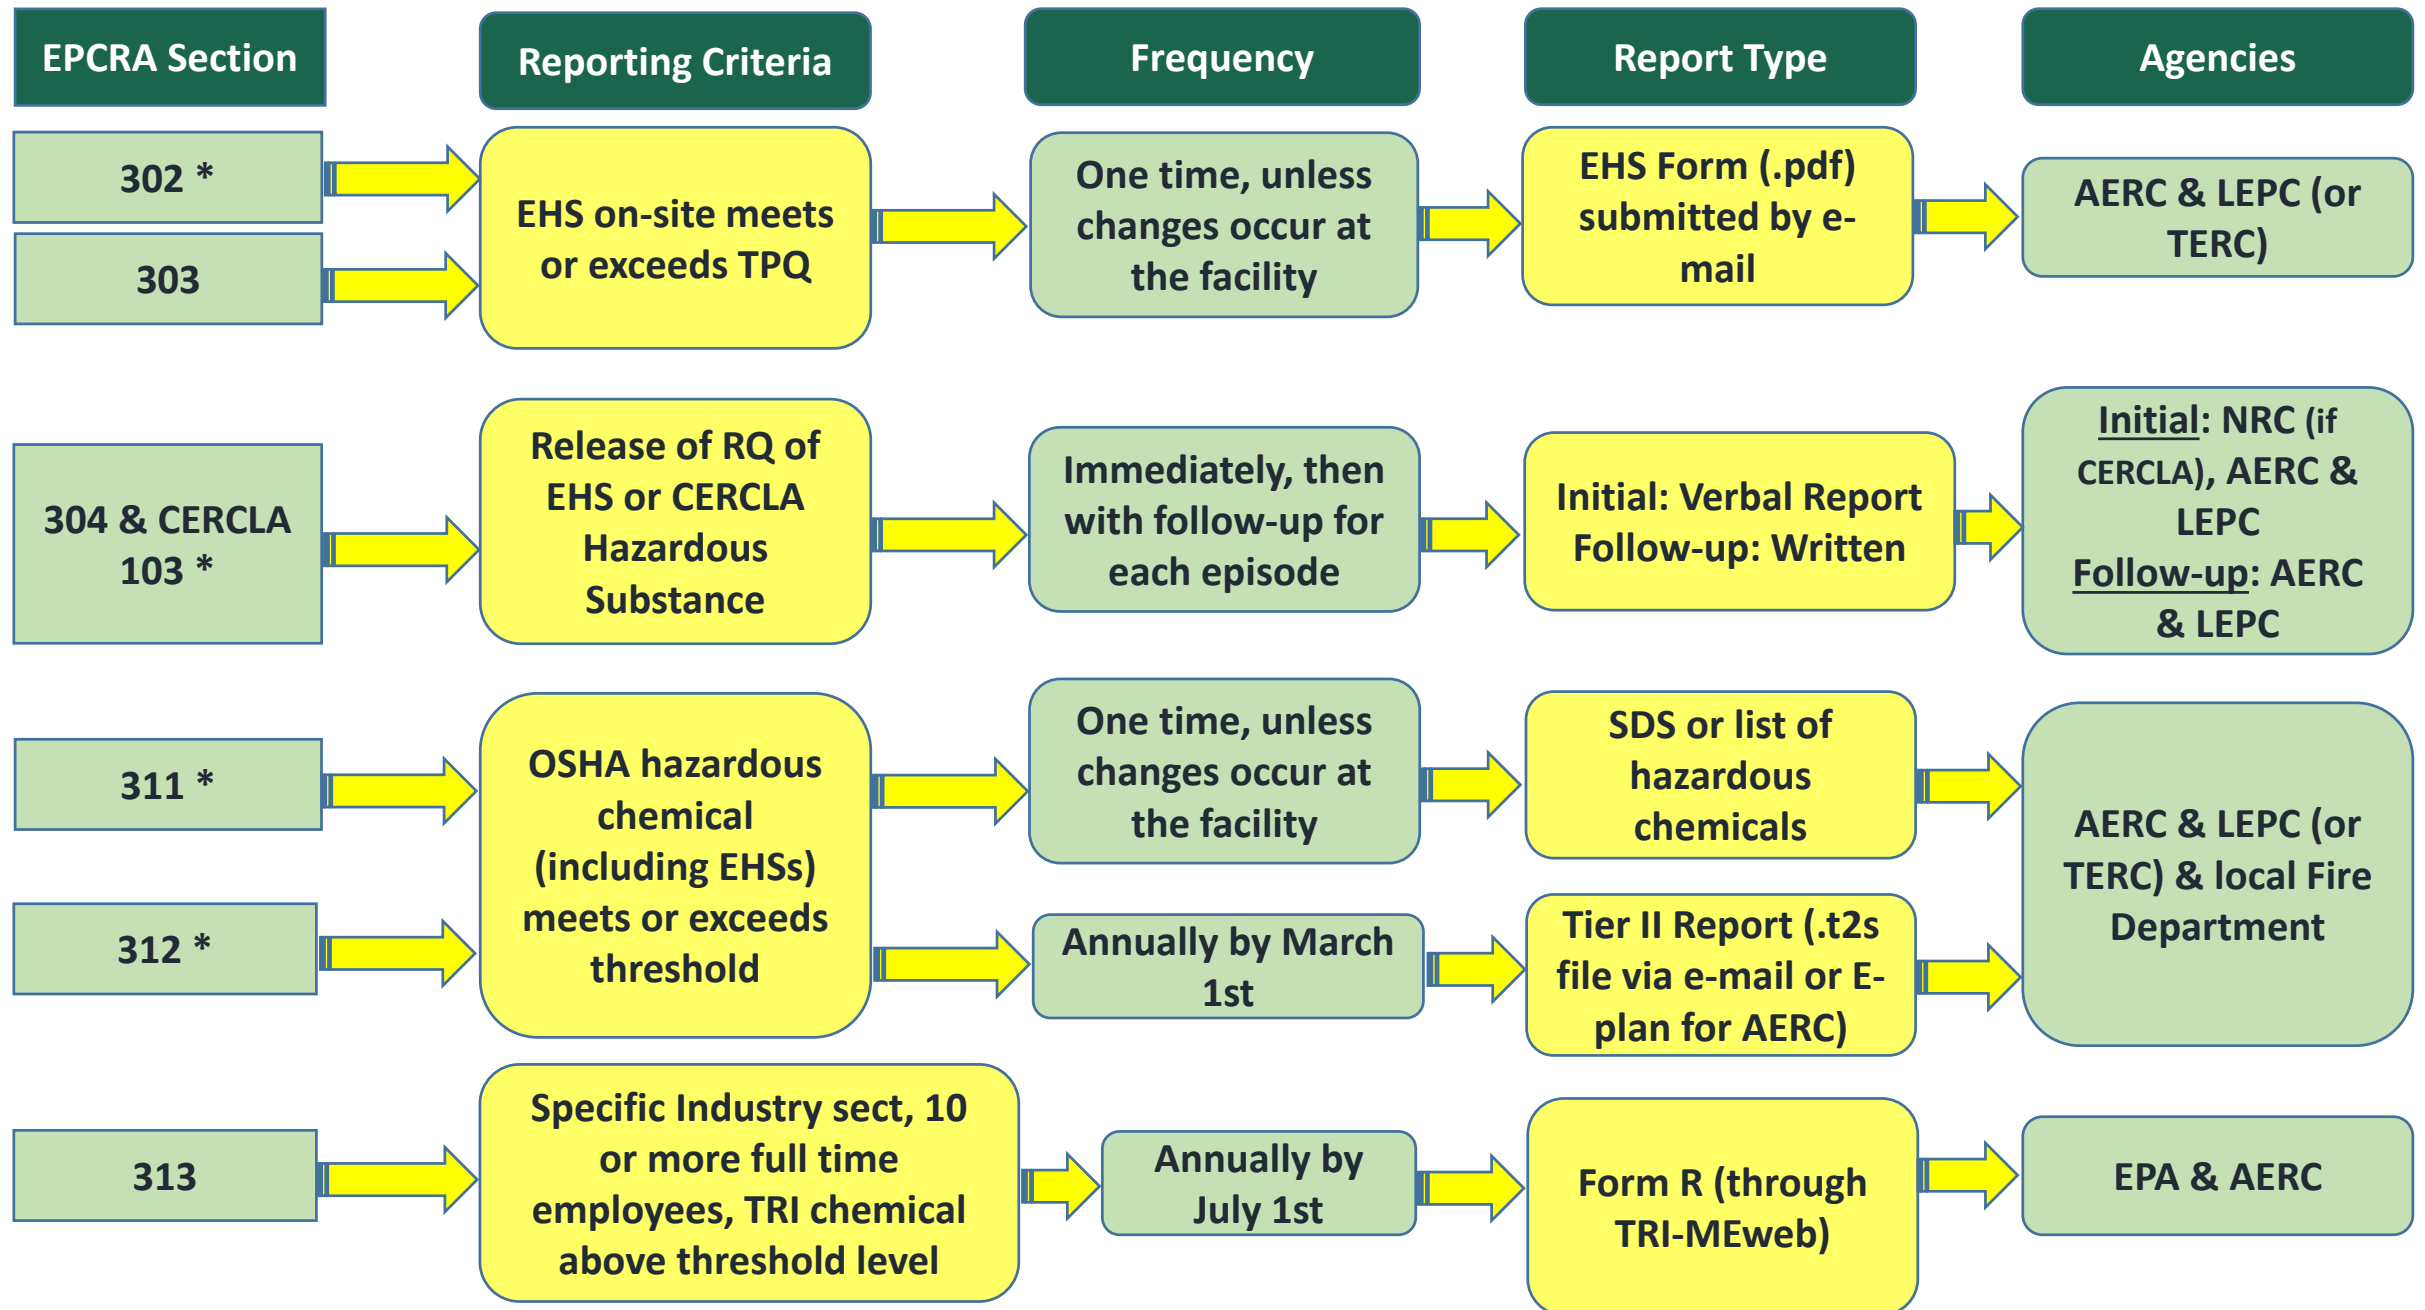 EPCRA Section
Reporting Criteria
Frequency
Report Type
Agencies
302 *
303
EHS on-site meets
or exceeds TPQ
One time, unless
changes occur at
the facility
EHS Form (.pdf)
submitted by e-
mail
AERC & LEPC (or
TERC)
304 & CERCLA
103 *
Release of RQ of
EHS or CERCLA
Hazardous
Substance
Immediately, then
with follow-up for
each episode
Initial: Verbal Report
Follow-up: Written
Initial: NRC (if
CERCLA), AERC &
LEPC
Follow-up: AERC
& LEPC
311 *
312 *
OSHA hazardous
chemical
(including EHSs)
meets or exceeds
threshold
One time, unless
changes occur at
the facility
SDS or list of
hazardous
chemicals
Annually by March
1st
Tier II Report (.t2s
file via e-mail or E-
plan for AERC)
AERC & LEPC (or
TERC) & local Fire
Department
313
Specific Industry sect, 10
or more full time
employees, TRI chemical
above threshold level
Annually by
July 1st
Form R (through
TRI-MEweb)
EPA & AERC